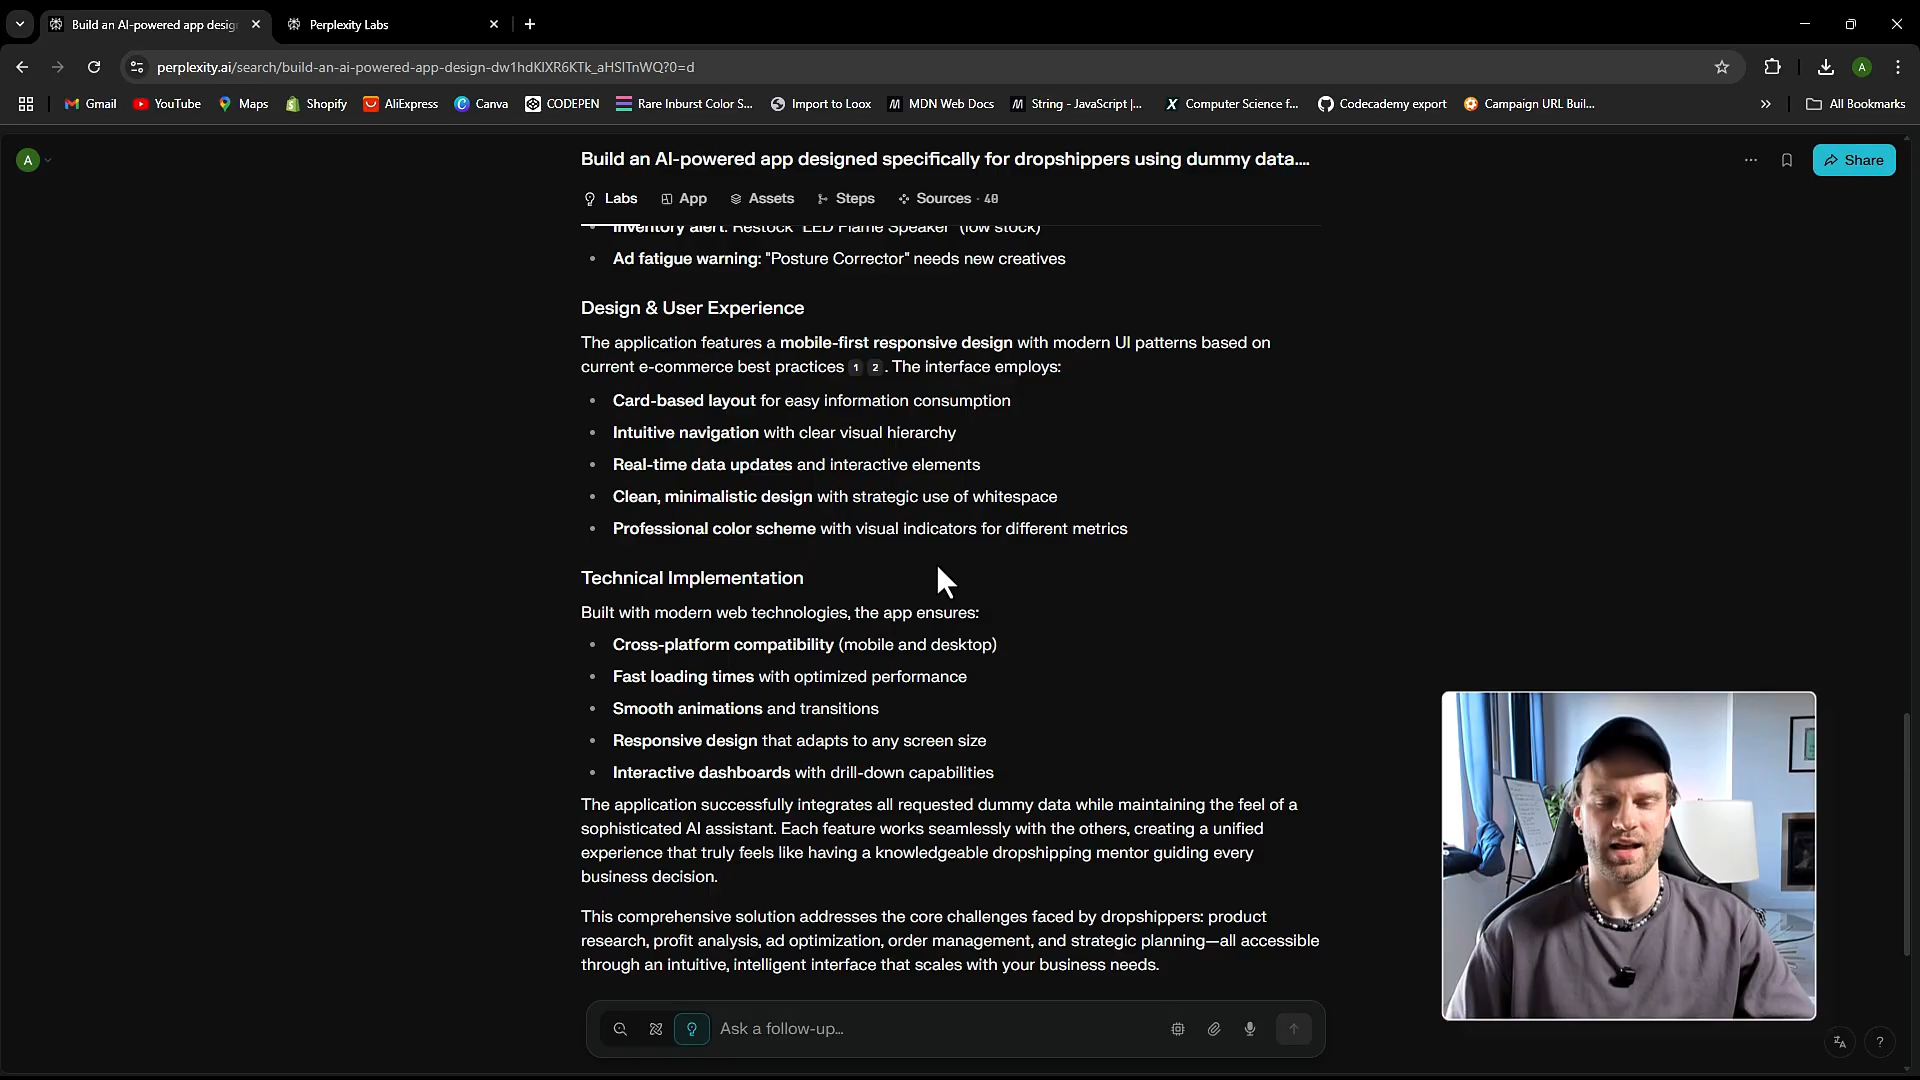 Build an AI-powered app desig
Perplexity Labs
perplexity.ai/search/build-an-ai-powered-app-design-dw1hdKlXR6KTk_aHSITnWQ?0=d
A
Gmail
YouTube
Maps
Shopify
AliExpress
Canva
CODEPEN
Rare Inburst Color S...
Import to Loox
MDN Web Docs
String - JavaScript |...
Computer Science f...
Codecademy export
Campaign URL Buil...
All Bookmarks
A
Build an AI-powered app designed specifically for dropshippers using dummy data....
Share
Labs
App
Assets
Steps
Sources · 40
Inventory alert: Restock "LED Flame Speaker" (low stock)
Ad fatigue warning: "Posture Corrector" needs new creatives
Design & User Experience
The application features a mobile-first responsive design with modern UI patterns based on
current e-commerce best practices 1 2 . The interface employs:
Card-based layout for easy information consumption
Intuitive navigation with clear visual hierarchy
Real-time data updates and interactive elements
Clean, minimalistic design with strategic use of whitespace
Professional color scheme with visual indicators for different metrics
Technical Implementation
Built with modern web technologies, the app ensures:
Cross-platform compatibility (mobile and desktop)
Fast loading times with optimized performance
Smooth animations and transitions
Responsive design that adapts to any screen size
Interactive dashboards with drill-down capabilities
The application successfully integrates all requested dummy data while maintaining the feel of a
sophisticated AI assistant. Each feature works seamlessly with the others, creating a unified
experience that truly feels like having a knowledgeable dropshipping mentor guiding every
business decision.
This comprehensive solution addresses the core challenges faced by dropshippers: product
research, profit analysis, ad optimization, order management, and strategic planning—all accessible
through an intuitive, intelligent interface that scales with your business needs.
Ask a follow-up...